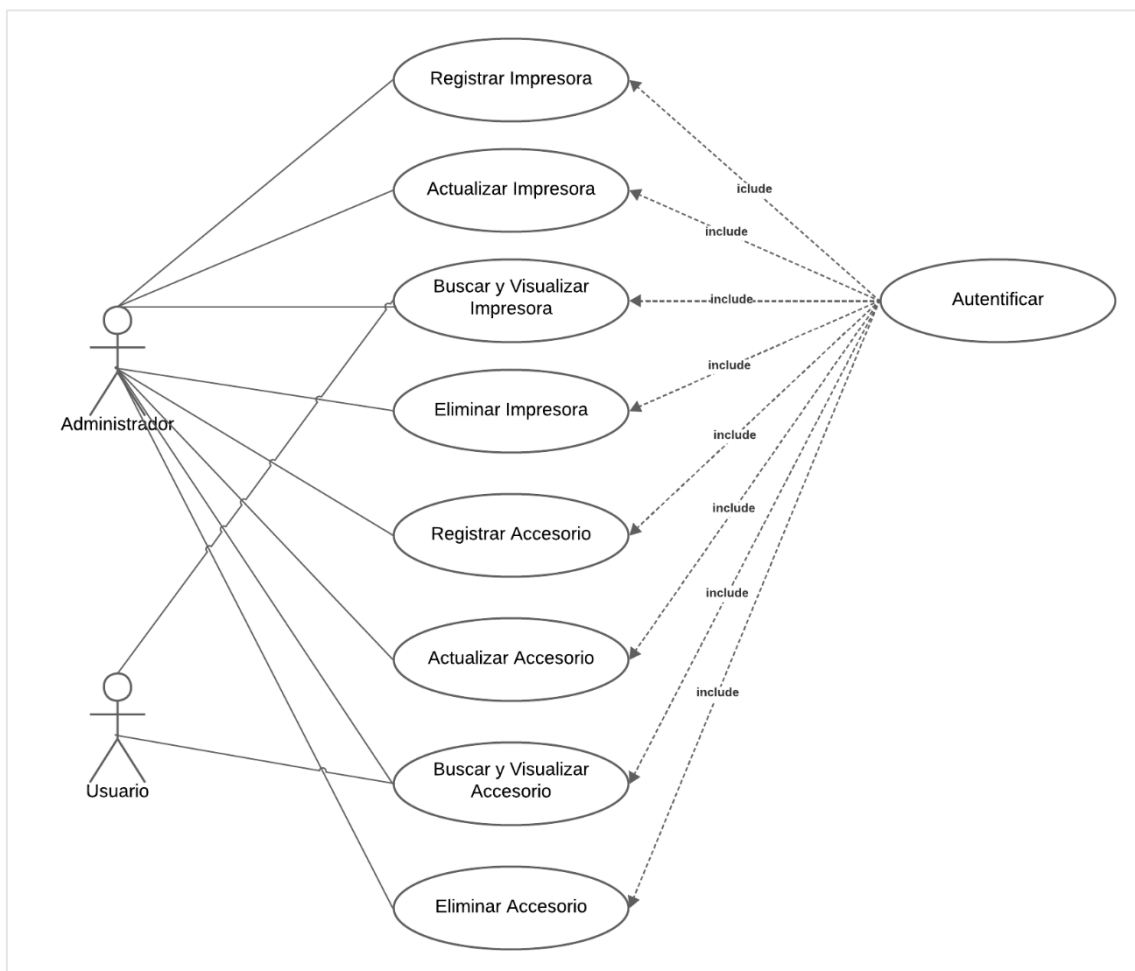 Registrar Impresora
iclude
Actualizar Impresora
include
Buscar y Visualizar
Impresora
include
Autentificar
include
Eliminar Impresora
Administrador
include
Registrar Accesorio
include
include
Actualizar Accesorio
include
Buscar y Visualizar
Accesorio
Usuario
Eliminar Accesorio